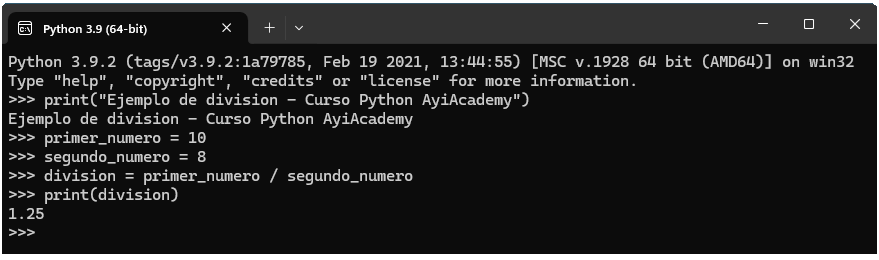 Python 3.9 (64-bit)
Python 3.9.2 (tags/v3.9.2:1a79785, Feb 19 2021, 13:44:55) [MSC v.1928 64 bit (AMD64)] on win32
Type "help", "copyright", "credits" or "license" for more information.
>>> print("Ejemplo de division - Curso Python AyiAcademy")
Ejemplo de division - Curso Python AyiAcademy
>>> primer_numero = 10
>>> segundo_numero = 8
>>> division = primer_numero / segundo_numero
>>> print(division)
1.25
>>>